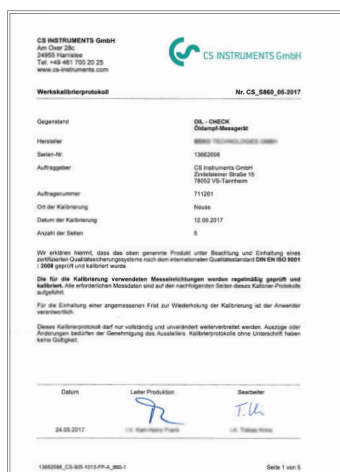 CS INSTRUMENTS GmbH
Am Oxer 28c
24955 Harrislee
Tel: +49 461 700 20 25
www.cs-instruments.com
CS INSTRUMENTS GmbH
Werkskalibrierprotokoll Nr. CS_S860_05-2017
Gegenstand OIL - CHECK
Öldampf-Messgerät
Hersteller
Serien-Nr. 13662698
Auftraggeber CS Instruments GmbH
Zindelsteiner Straße 15
78052 VS-Tannheim
Auftragsnummer 711261
Ort der Kalibrierung Neuss
Datum der Kalibrierung 12.06.2017
Anzahl der Seiten 5
Wir erklären hiermit, dass das oben genannte Produkt unter Beachtung und Einhaltung eines
zertifizierten Qualitätssicherungssystems nach dem internationalen Qualitätsstandard DIN EN ISO 9001
: 2008 geprüft und kalibriert wurde.
Die für die Kalibrierung verwendeten Messeinrichtungen werden regelmäßig geprüft und
kalibriert. Alle erforderlichen Messdaten sind auf den nachfolgenden Seiten dieses Kalibrier-Protokolls
aufgeführt.
Für die Einhaltung einer angemessenen Frist zur Wiederholung der Kalibrierung ist der Anwender
verantwortlich.
Dieses Kalibrierprotokoll darf nur vollständig und unverändert weiterverbreitet werden. Auszüge oder
Änderungen bedürfen der Genehmigung des Ausstellers. Kalibrierprotokolle ohne Unterschrift haben
keine Gültigkeit.
Datum Leiter Produktion Bearbeiter
24.05.2017
13662698_CS-505-1013-FP-A_860-1 Seite 1 von 5